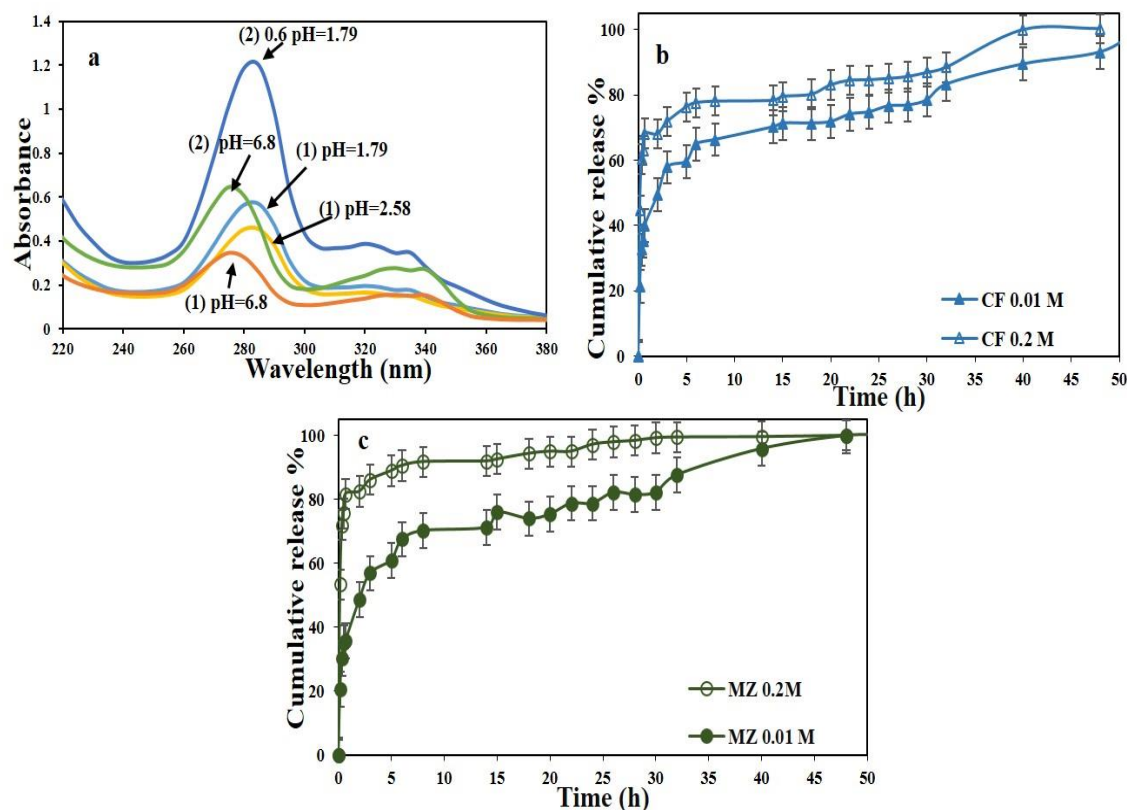 a
Absorbance
1.4
1.2
1
0.8
0.6
0.4
0.2
0
(2) 0.6 pH=1.79
(2) pH=6.8
(1) pH=1.79
(1) pH=2.58
(1) pH=6.8
220 240 260 280 300 320 340 360 380
Wavelength (nm)
b
Cumulative release %
100
80
60
40
20
0
CF 0.01 M
CF 0.2 M
0 5 10 15 20 25 30 35 40 45 50
Time (h)
c
Cumulative release %
100
80
60
40
20
0
MZ 0.2M
MZ 0.01 M
0 5 10 15 20 25 30 35 40 45 50
Time (h)